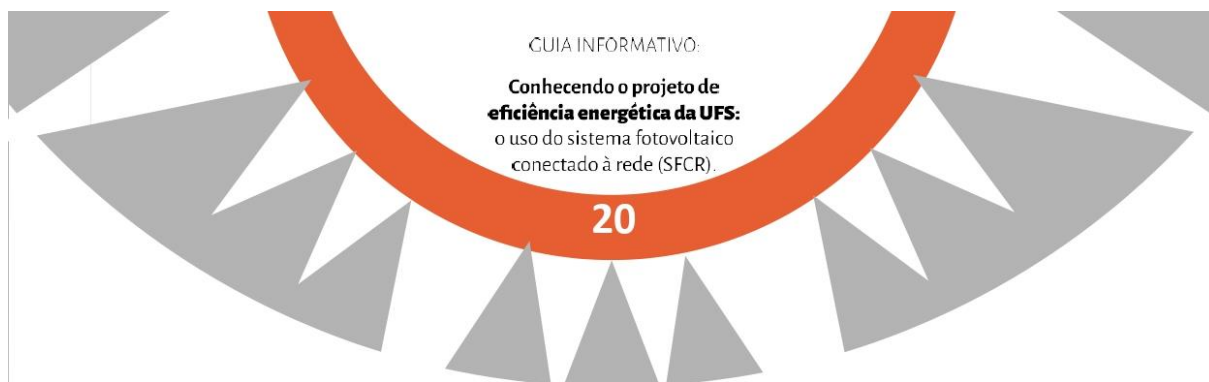 GUIA INFORMATIVO:
Conhecendo o projeto de
eficiência energética da UFS:
o uso do sistema fotovoltaico
conectado à rede (SFCR).
20